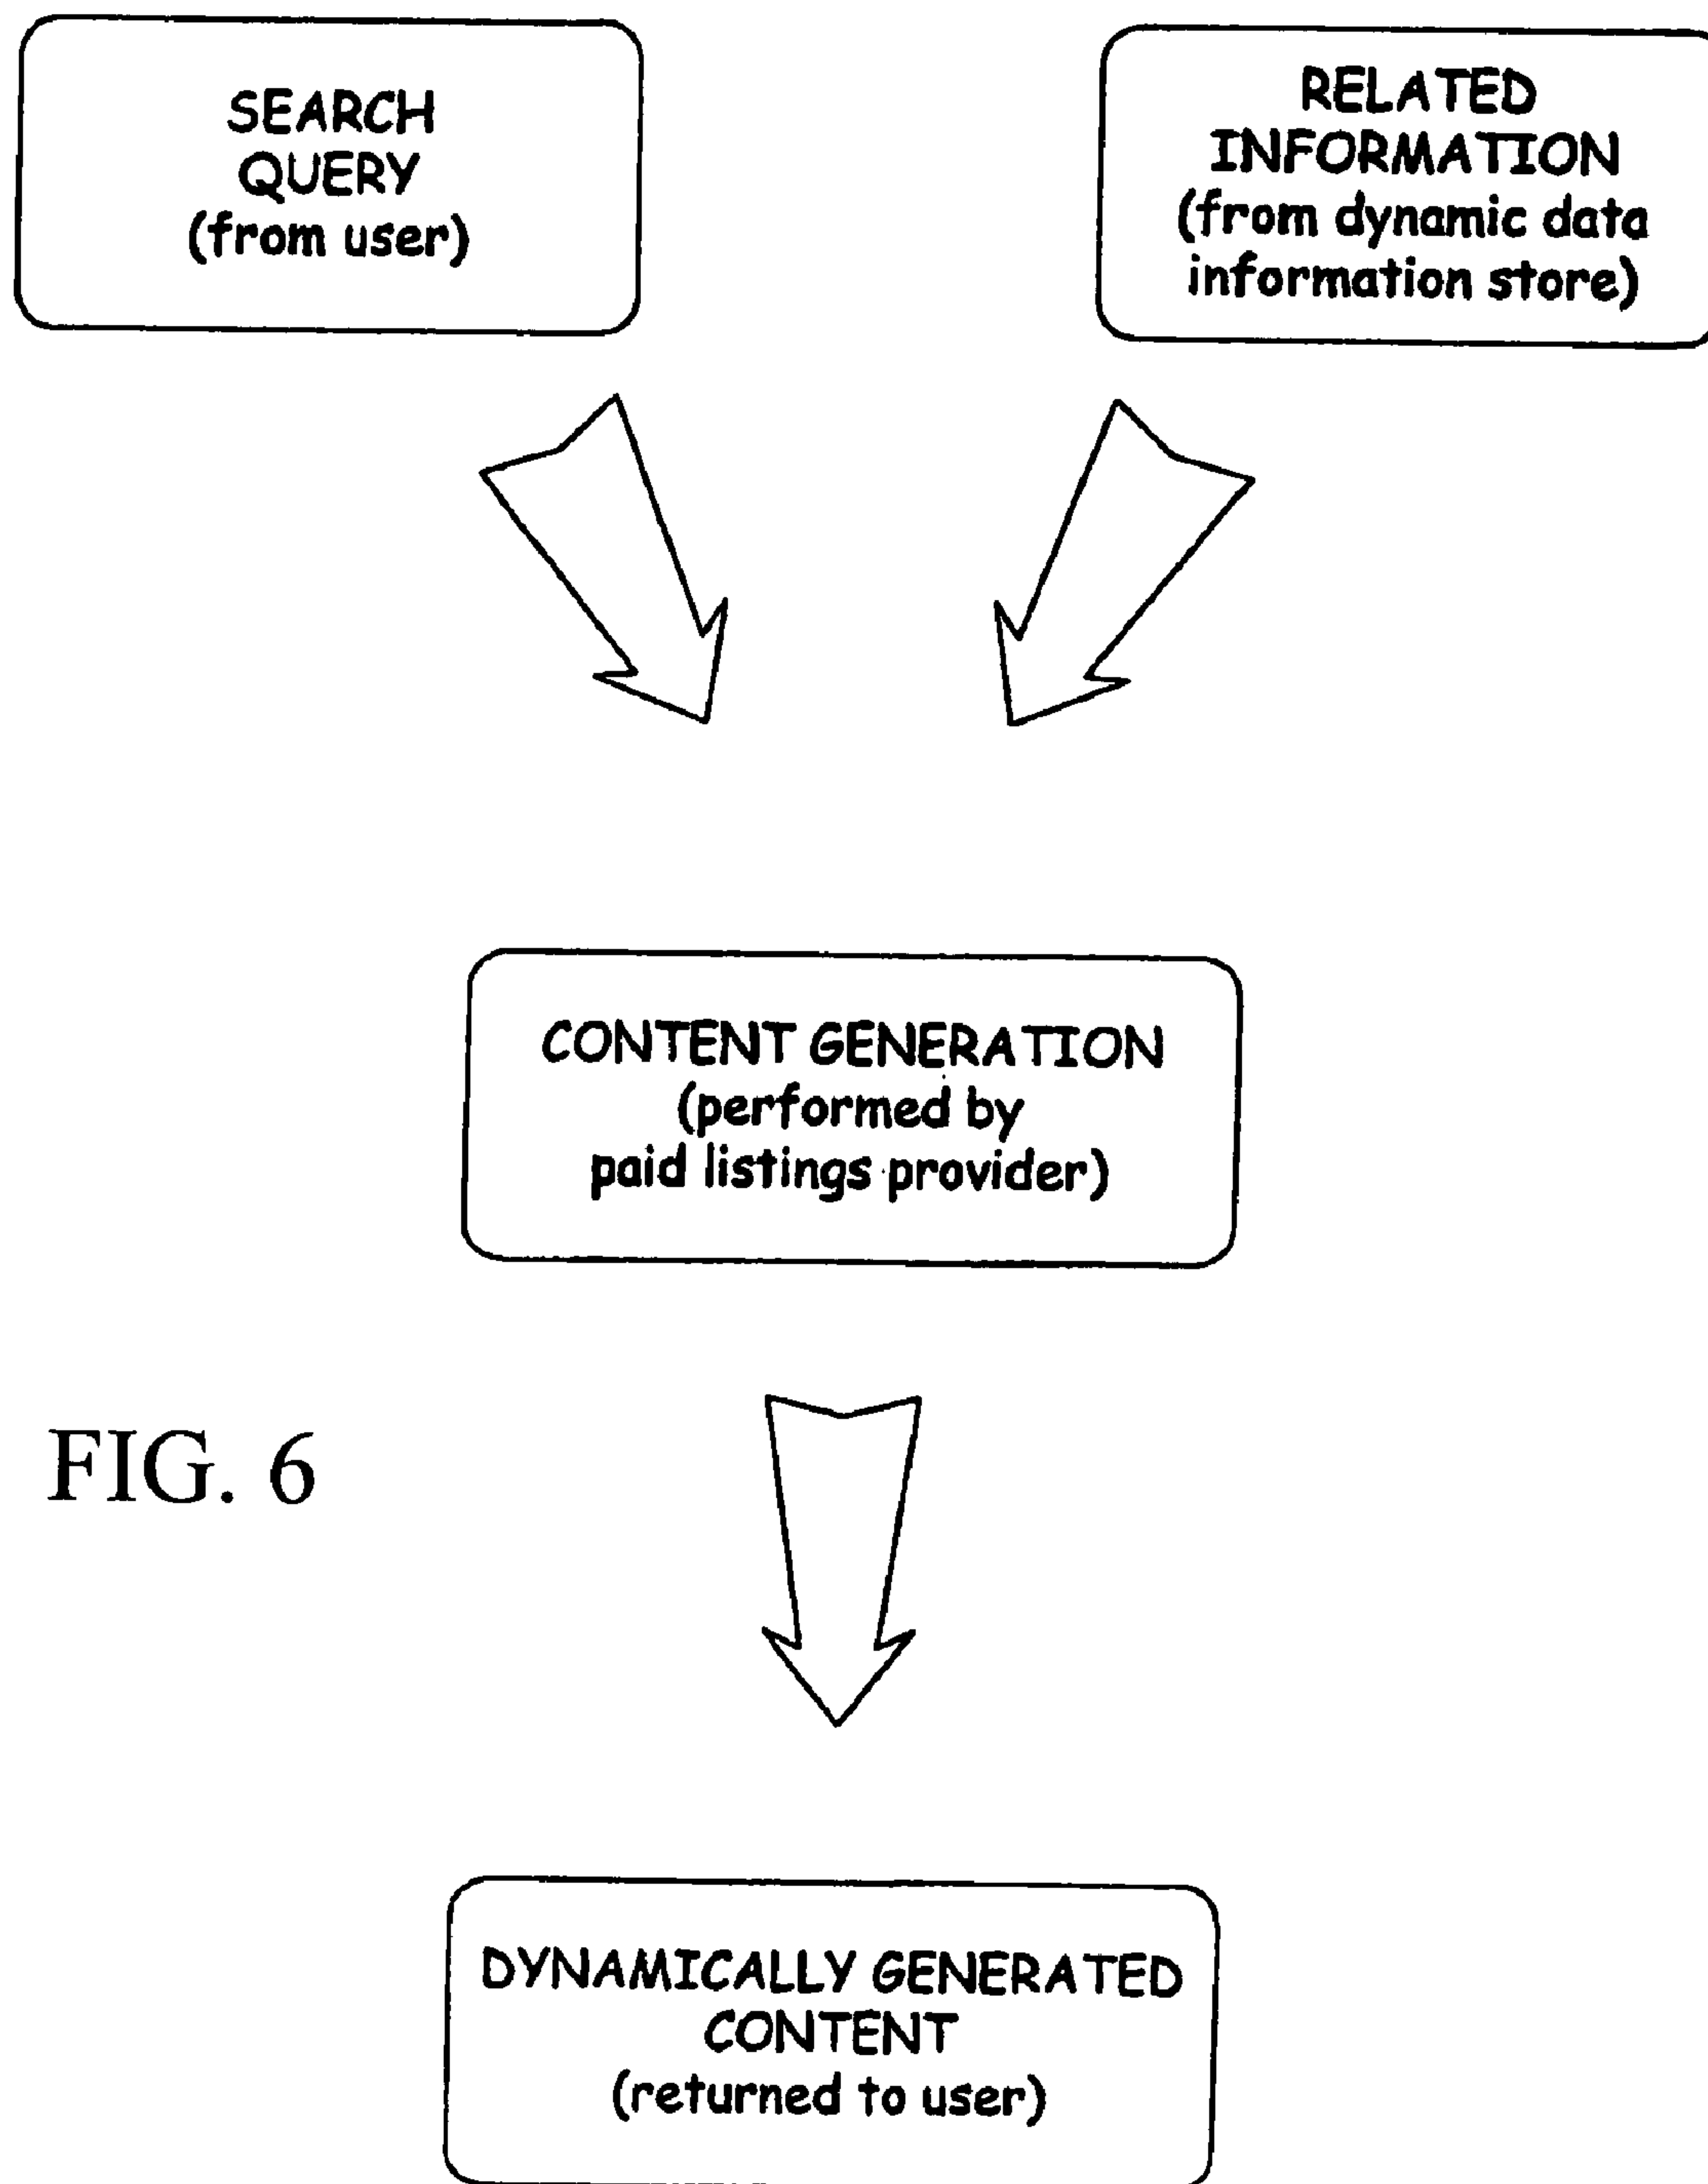 SEARCH
QUERY
(from user)
RELATED
INFORMATION
(from dynamic data
information store)
CONTENT GENERATION
(performed by
paid listings provider)
FIG. 6
DYNAMICALLY GENERATED
CONTENT
(returned to user)